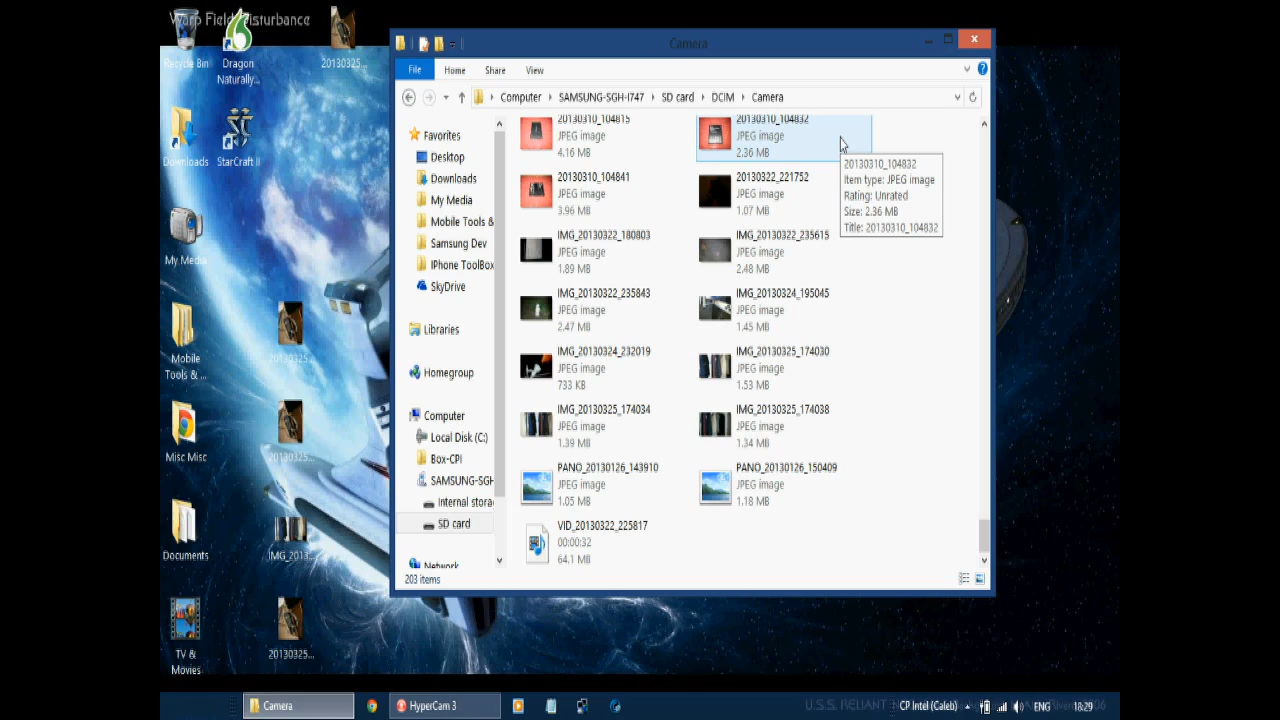 Warp Field Disturbance
Recycle Bin
Dragon
Naturally...
20130325...
Downloads
StarCraft II
My Media
20130325...
Mobile
Tools & ...
20130325...
Misc Misc
IMG_2013...
Documents
20130325...
TV &
Movies
Camera
File
Home
Share
View
Computer
SAMSUNG-SGH-I747
SD card
DCIM
Camera
Favorites
Desktop
Downloads
My Media
Mobile Tools &
Samsung Dev
IPhone ToolBox
SkyDrive
Libraries
Homegroup
Computer
Local Disk (C:)
Box-CPI
SAMSUNG-SGH
Internal stora
SD card
Network
20130310_104815
JPEG image
4.16 MB
20130310_104832
JPEG image
2.36 MB
20130310_104841
JPEG image
3.96 MB
20130322_221752
JPEG image
1.07 MB
IMG_20130322_180803
JPEG image
1.89 MB
IMG_20130322_235615
JPEG image
2.48 MB
IMG_20130322_235843
JPEG image
2.47 MB
IMG_20130324_195045
JPEG image
1.45 MB
IMG_20130324_232019
JPEG image
733 KB
IMG_20130325_174030
JPEG image
1.53 MB
IMG_20130325_174034
JPEG image
1.39 MB
IMG_20130325_174038
JPEG image
1.34 MB
PANO_20130126_143910
JPEG image
1.05 MB
PANO_20130126_150409
JPEG image
1.18 MB
VID_20130322_225817
00:00:32
64.1 MB
20130310_104832
Item type: JPEG image
Rating: Unrated
Size: 2.36 MB
Title: 20130310_104832
203 items
Camera
HyperCam 3
U.S.S. RELIANT
CP Intel (Caleb)
ENG
18:29